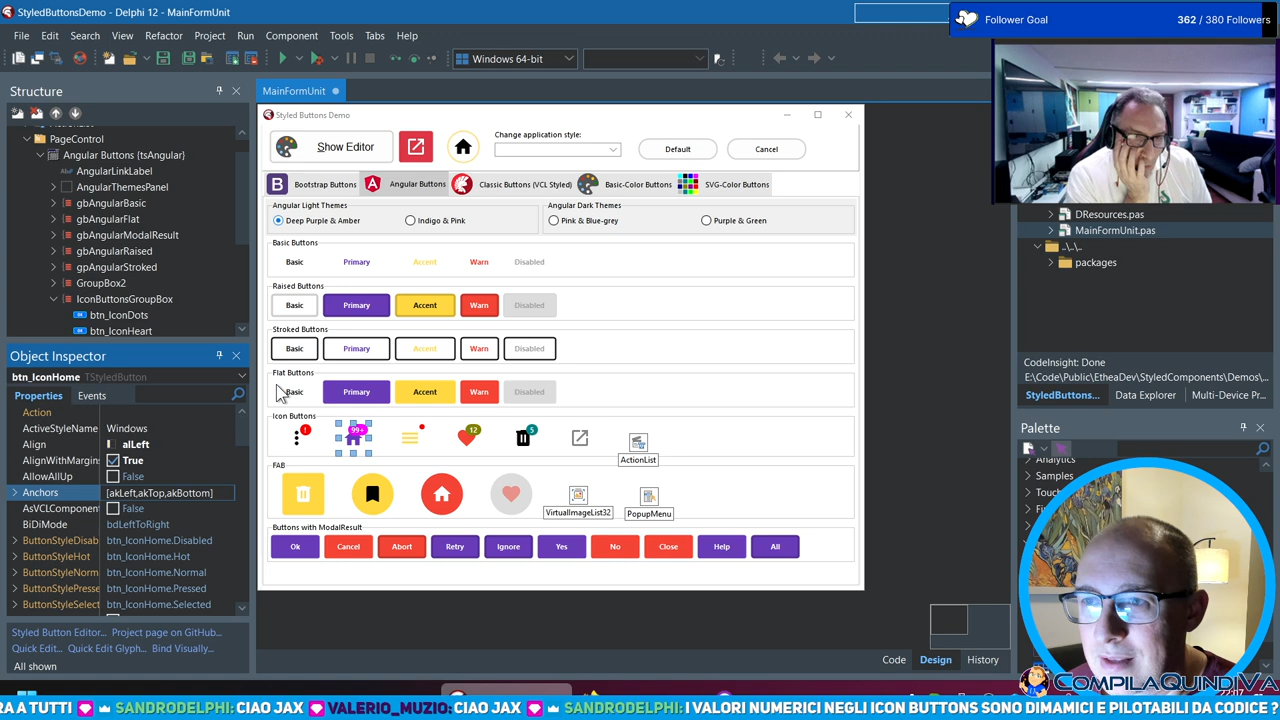 StyledButtonsDemo - Delphi 12 - MainFormUnit
Follower Goal
362 / 380 Followers
File Edit Search View Refactor Project Run Component Tools Tabs Help
Windows 64-bit
Structure
PageControl
Angular Buttons {tsAngular}
AngularLinkLabel
AngularThemesPanel
gbAngularBasic
gbAngularFlat
gbAngularModalResult
gbAngularRaised
gpAngularStroked
GroupBox2
IconButtonsGroupBox
btn_IconDots
btn_IconHeart
Object Inspector
btn_IconHome TStyledButton
Properties Events
Action
ActiveStyleName Windows
Align alLeft
AlignWithMargins True
AllowAllUp False
Anchors [akLeft,akTop,akBottom]
AsVCLComponent False
BiDiMode bdLeftToRight
ButtonStyleDisab btn_IconHome.Disabled
ButtonStyleHot btn_IconHome.Hot
ButtonStyleNorm btn_IconHome.Normal
ButtonStylePresse btn_IconHome.Pressed
ButtonStyleSelect btn_IconHome.Selected
Styled Button Editor... Project page on GitHub...
Quick Edit... Quick Edit Glyph... Bind Visually...
All shown
MainFormUnit
Styled Buttons Demo
Show Editor
Change application style:
Default
Cancel
Bootstrap Buttons
Angular Buttons
Classic Buttons (VCL Styled)
Basic-Color Buttons
SVG-Color Buttons
Angular Light Themes
Deep Purple & Amber
Indigo & Pink
Angular Dark Themes
Pink & Blue-grey
Purple & Green
Basic Buttons
Basic Primary Accent Warn Disabled
Raised Buttons
Basic Primary Accent Warn Disabled
Stroked Buttons
Basic Primary Accent Warn Disabled
Flat Buttons
Basic Primary Accent Warn Disabled
Icon Buttons
! 99+ 12 5
ActionList
FAB
VirtualImageList32
PopupMenu
Buttons with ModalResult
Ok Cancel Abort Retry Ignore Yes No Close Help All
Code Design History
DResources.pas
MainFormUnit.pas
..\..\
packages
CodeInsight: Done
E:\Code\Public\EtheaDev\StyledComponents\Demos\...
StyledButtons... Data Explorer Multi-Device Pr...
Palette
Analytics
Samples
COMPILAQUINDIVA
RA A TUTTI SANDRODELPHI: CIAO JAX VALERIO_MUZIO: CIAO JAX SANDRODELPHI: I VALORI NUMERICI NEGLI ICON BUTTONS SONO DINAMICI E PILOTABILI DA CODICE ?